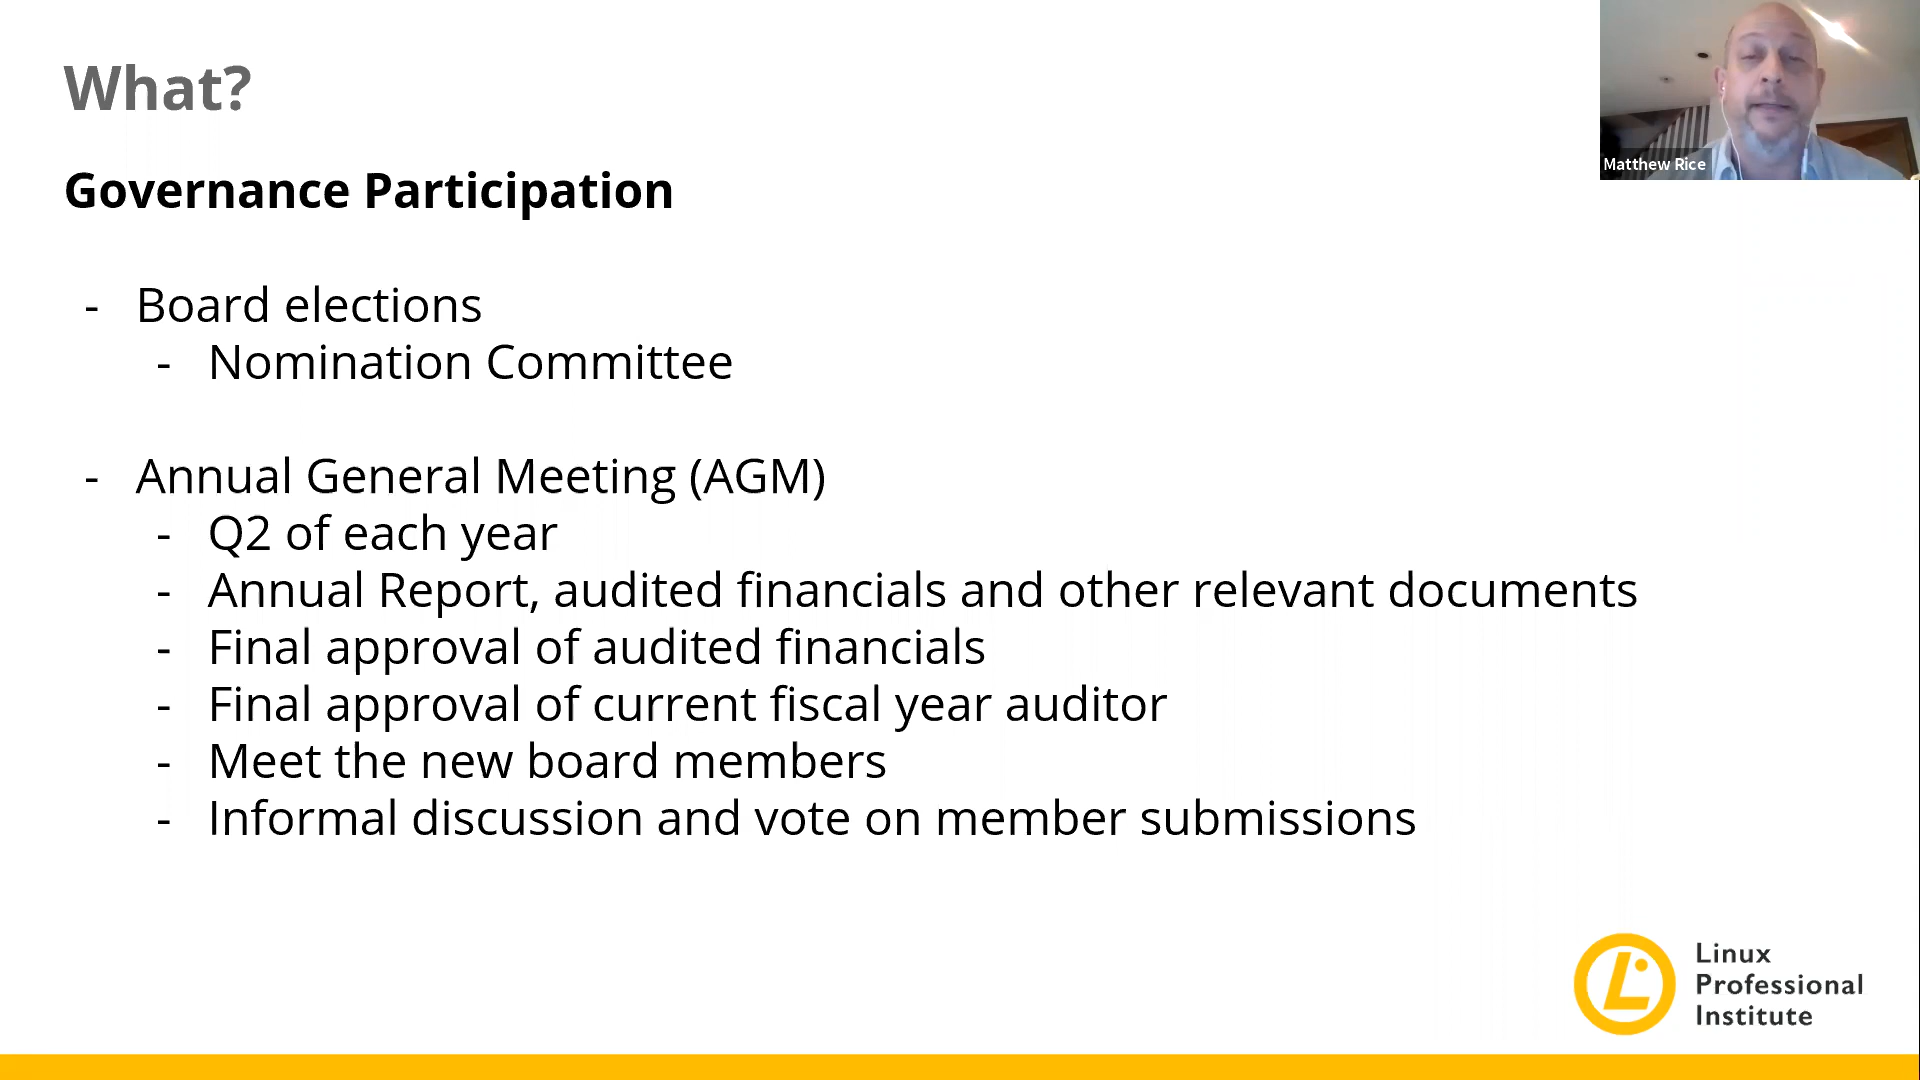 What?
Matthew Rice
Governance Participation
- Board elections
- Nomination Committee
- Annual General Meeting (AGM)
- Q2 of each year
- Annual Report, audited financials and other relevant documents
- Final approval of audited financials
- Final approval of current fiscal year auditor
- Meet the new board members
- Informal discussion and vote on member submissions
Linux
Professional
Institute